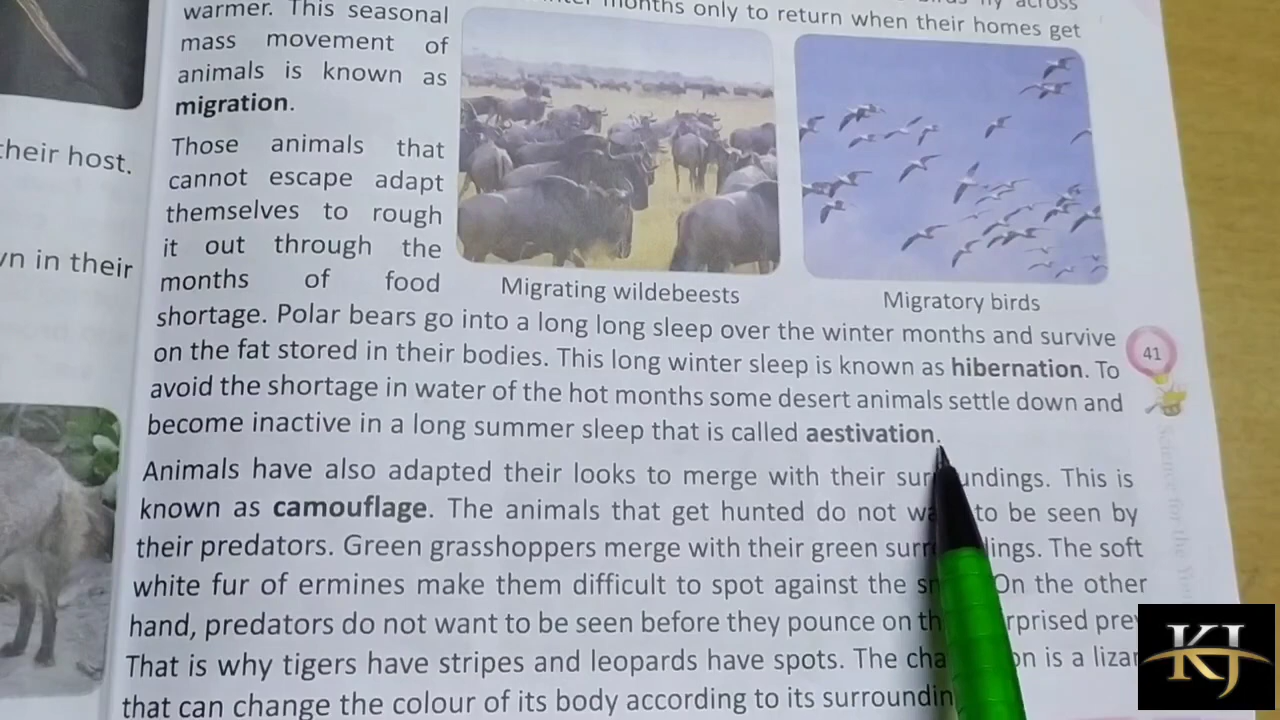 warmer. This seasonal
mass movement of
animals is known as
migration.
months only to return when their homes get
Those animals that
cannot escape adapt
themselves to rough
it out through the
months of food
Migrating wildebeests
Migratory birds
shortage. Polar bears go into a long long sleep over the winter months and survive
on the fat stored in their bodies. This long winter sleep is known as hibernation. To
avoid the shortage in water of the hot months some desert animals settle down and
become inactive in a long summer sleep that is called aestivation.
Animals have also adapted their looks to merge with their surroundings. This is
known as camouflage. The animals that get hunted do not to be seen by
their predators. Green grasshoppers merge with their green surroundings. The soft
white fur of ermines make them difficult to spot against the On the other
hand, predators do not want to be seen before they pounce on
That is why tigers have stripes and leopards have spots. The is a
that can change the colour of its body according to its
their host.
in their
41
KJ